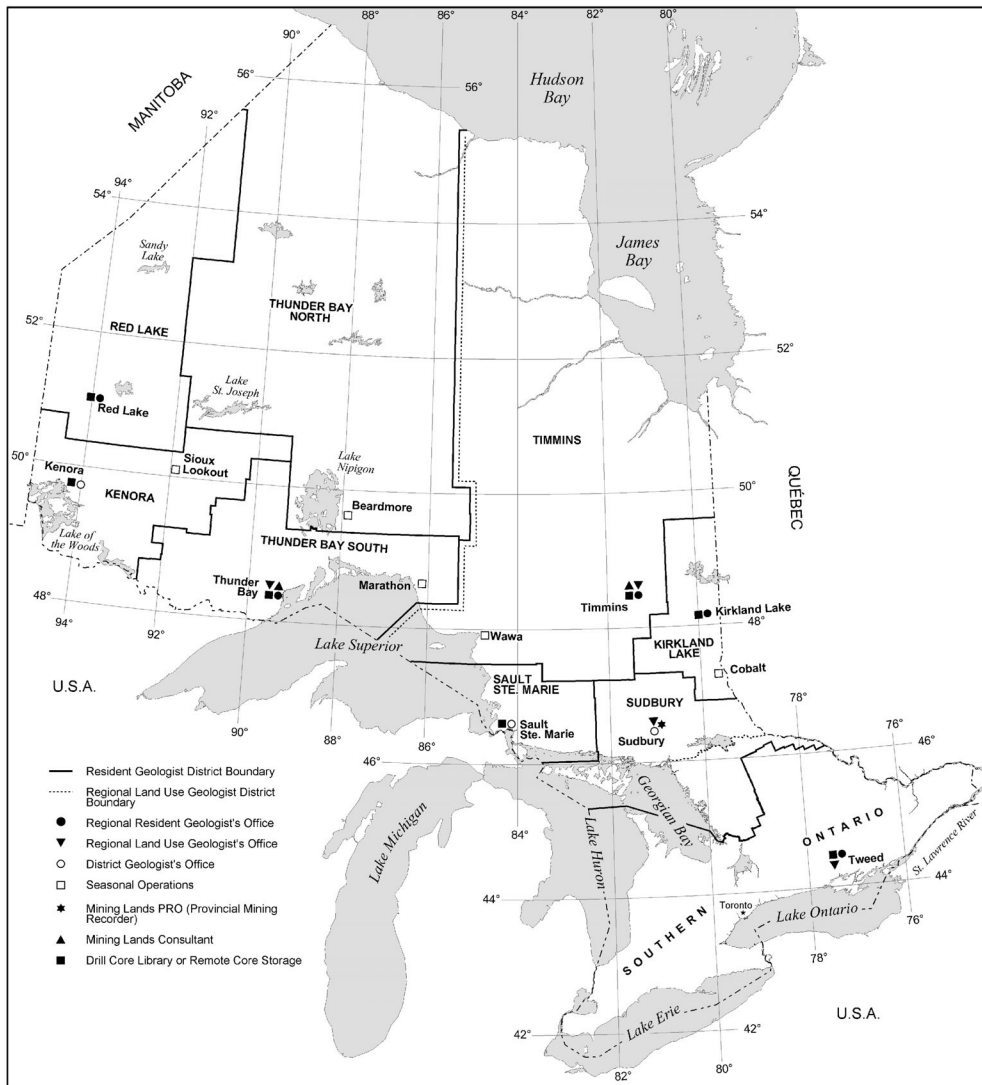 88°
86°
84°
82°
80°
90°
56°
Hudson
Bay
56°
MANITOBA
92°
94°
54°
54°
Sandy
Lake
James
Bay
THUNDER BAY
NORTH
52°
RED LAKE
52°
Lake
St. Joseph
Red Lake
TIMMINS
50°
Sioux
Lookout
Kenora
Lake
Nipigon
50°
QUÉBEC
KENORA
Beardmore
Lake of
the Woods
THUNDER BAY SOUTH
Thunder
Bay
Marathon
Timmins
Kirkland Lake
48°
94°
92°
48°
Lake Superior
Wawa
KIRKLAND
LAKE
Cobalt
U.S.A.
SAULT
STE. MARIE
SUDBURY
78°
Sault
Ste. Marie
Sudbury
90°
86°
76°
46°
46°
Resident Geologist District Boundary
Regional Land Use Geologist District
Boundary
Regional Resident Geologist's Office
Regional Land Use Geologist's Office
District Geologist's Office
Seasonal Operations
Mining Lands PRO (Provincial Mining
Recorder)
Mining Lands Consultant
Drill Core Library or Remote Core Storage
Lake Michigan
84°
Lake Huron
Georgian Bay
ONTARIO
Tweed
St. Lawrence River
44°
44°
Toronto
Lake Ontario
76°
SOUTHERN
78°
U.S.A.
42°
Lake Erie
42°
82°
80°